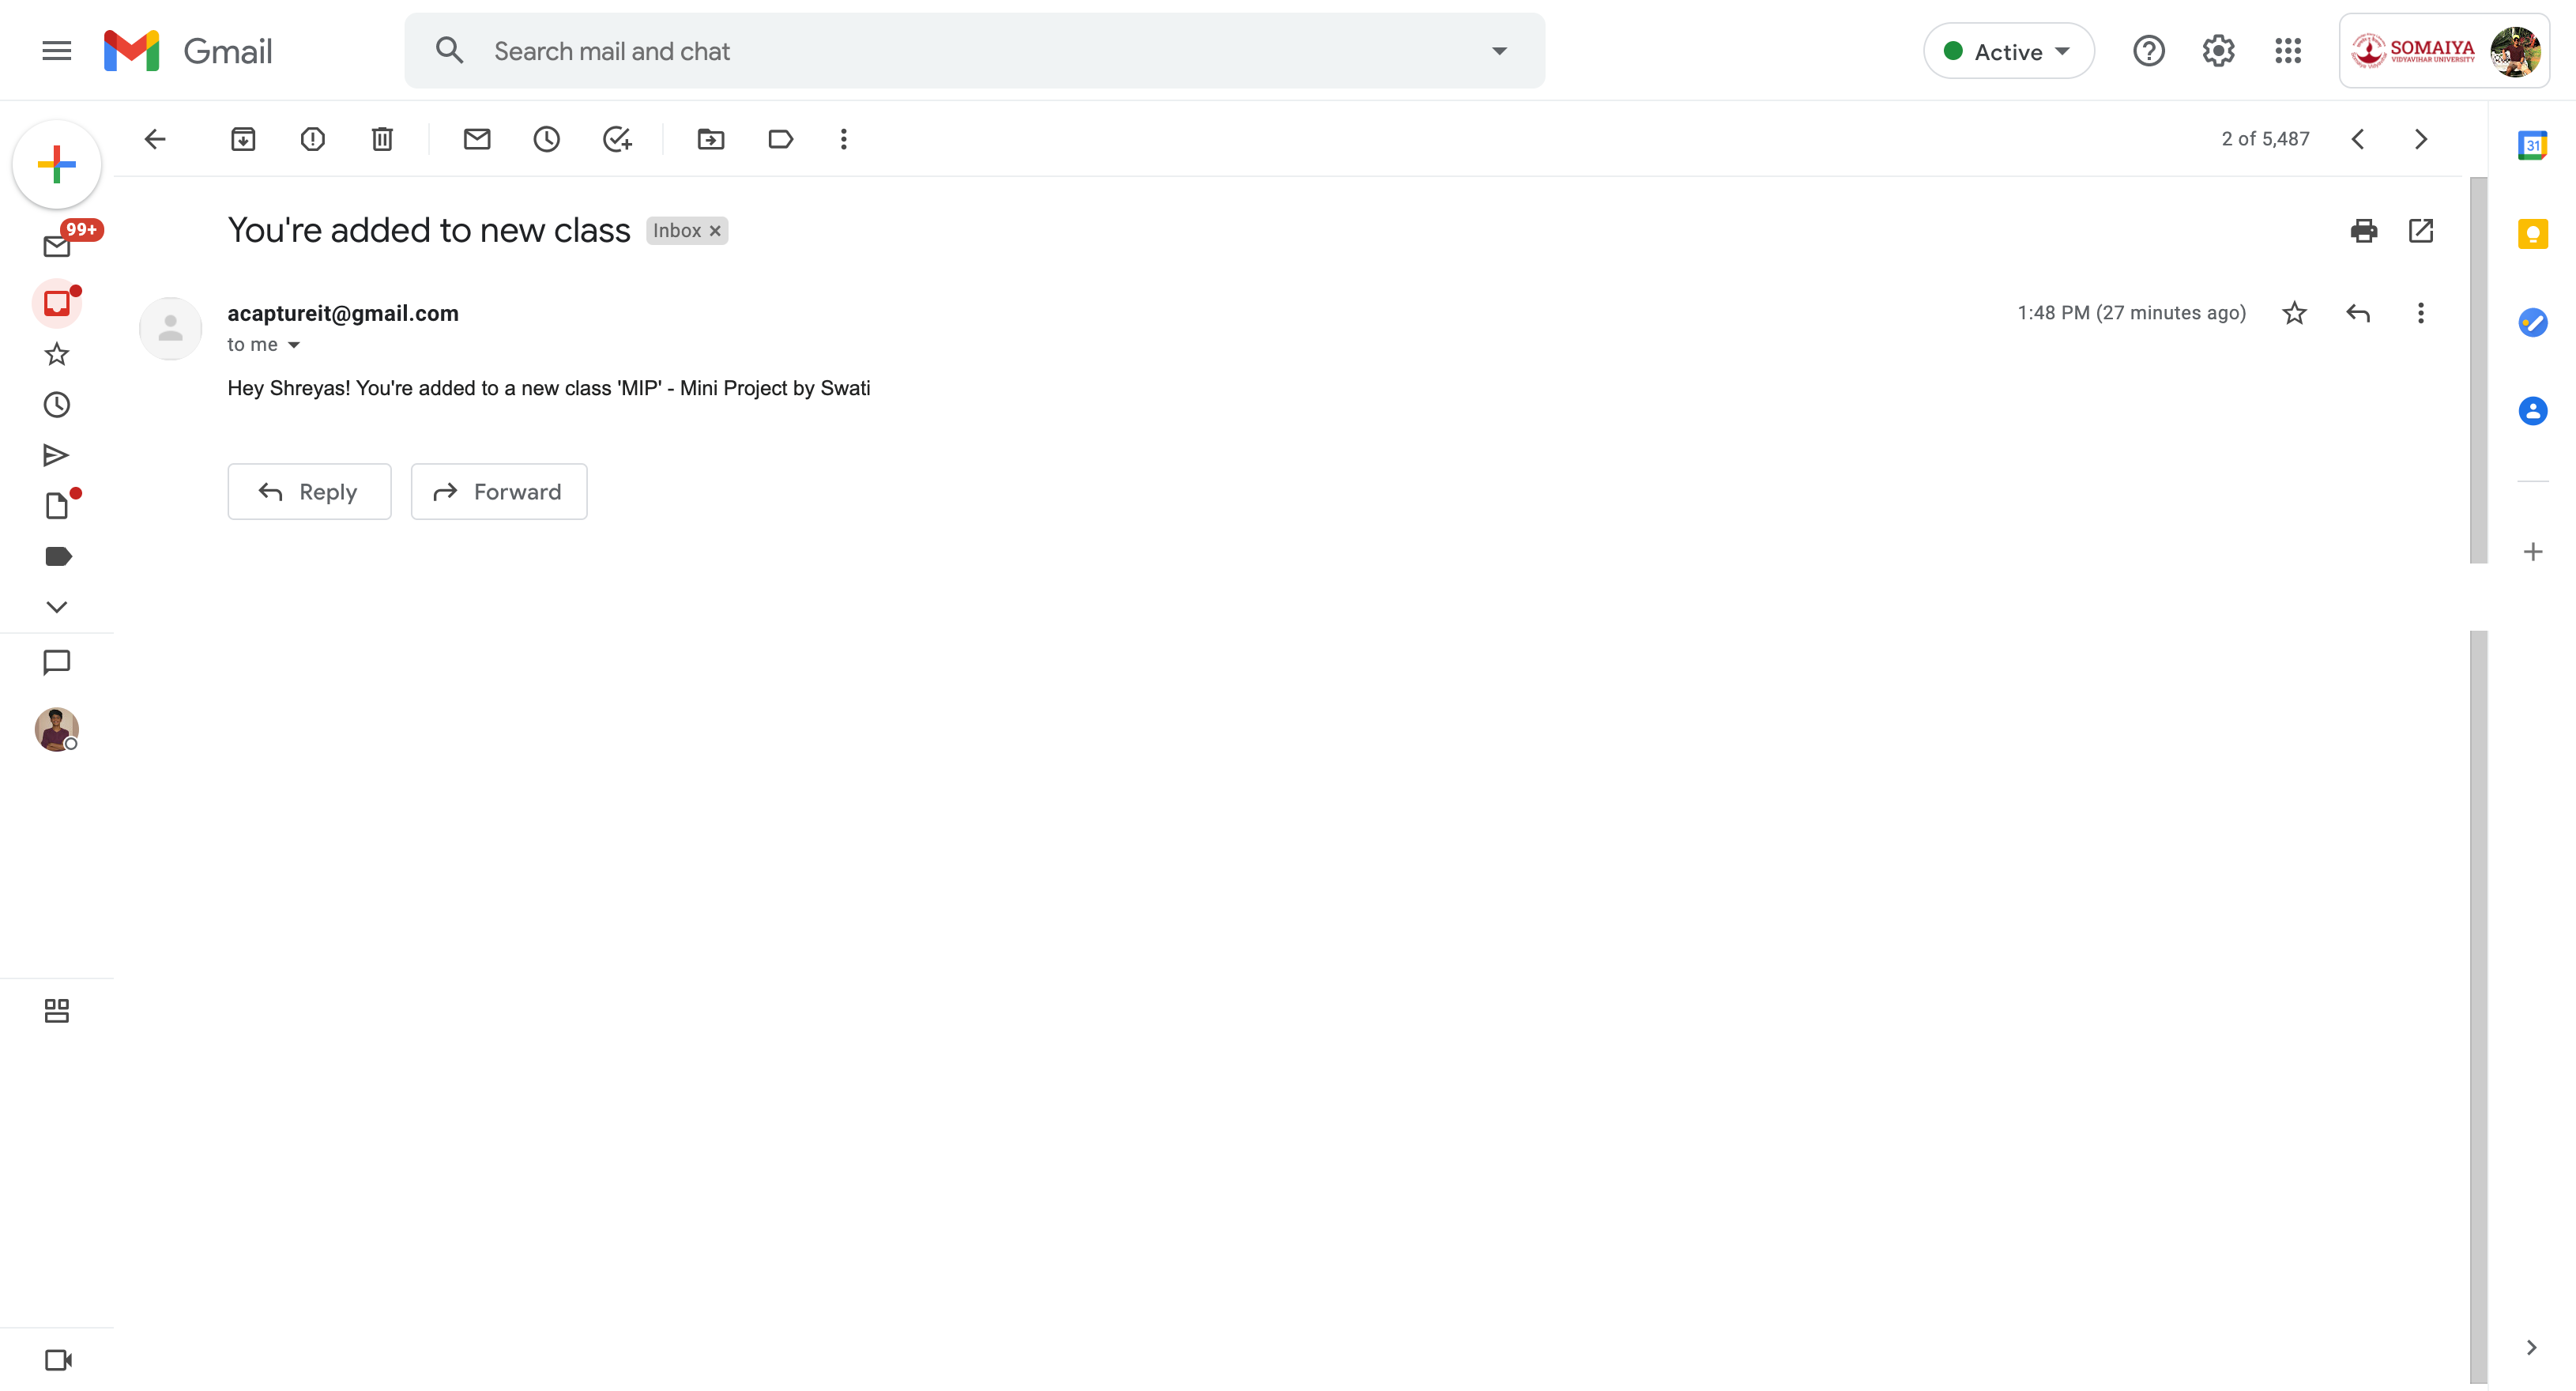 Gmail
Search mail and chat
Active
SOMAIYA
VIDYAVIHAR UNIVERSITY
2 of 5,487
31
99+
You're added to new class
Inbox
acaptureit@gmail.com
1:48 PM (27 minutes ago)
to me
Hey Shreyas! You're added to a new class 'MIP' - Mini Project by Swati
Reply
Forward